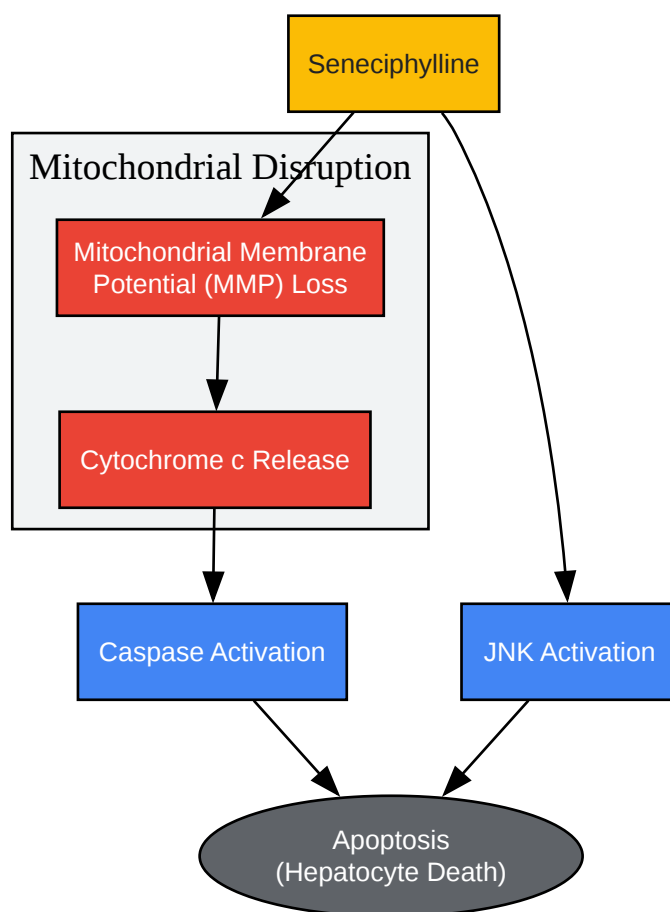 Seneciphylline
Mitochondrial Disruption
Mitochondrial Membrane
Potential (MMP) Loss
Cytochrome c Release
Caspase Activation
JNK Activation
Apoptosis
(Hepatocyte Death)